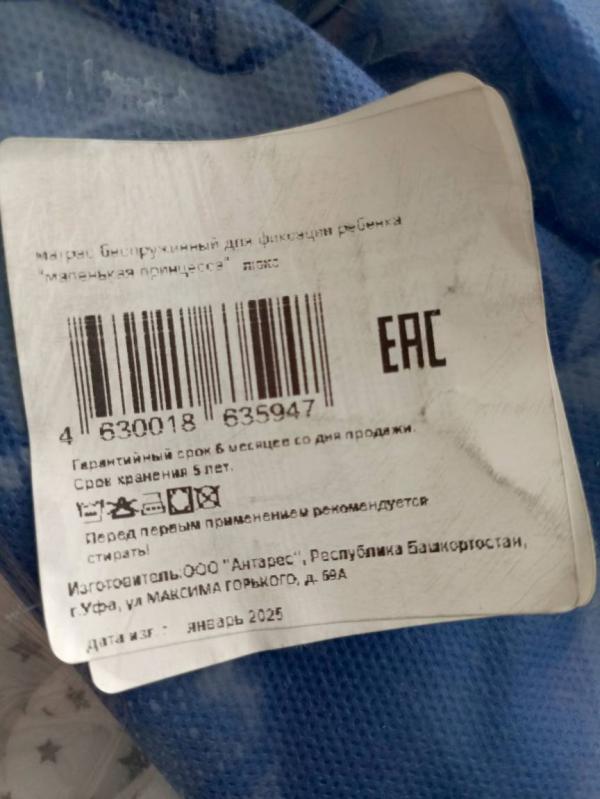 матрас беспружинный для фиксации ребенка
"маленькая принцесса" люкс
EAC
4 630018 635947
Гарантийный срок 6 месяцев со дня продажи.
Срок хранения 5 лет.
Перед первым применением рекомендуется
стирать!
Изготовитель:ООО "Антарес", Республика Башкортостан,
г.Уфа, ул МАКСИМА ГОРЬКОГО, д. 59А
Дата изг. : январь 2025